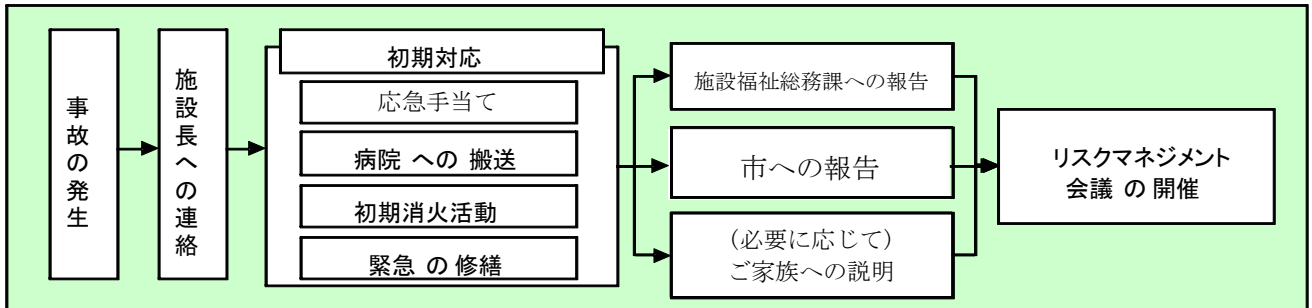 事故の発生
施設長への連絡
初期対応
応急手当て
病院 への 搬送
初期消火活動
緊急 の 修繕
施設福祉総務課への報告
市への報告
(必要に応じて)
ご家族への説明
リスクマネジメント
会議 の 開催